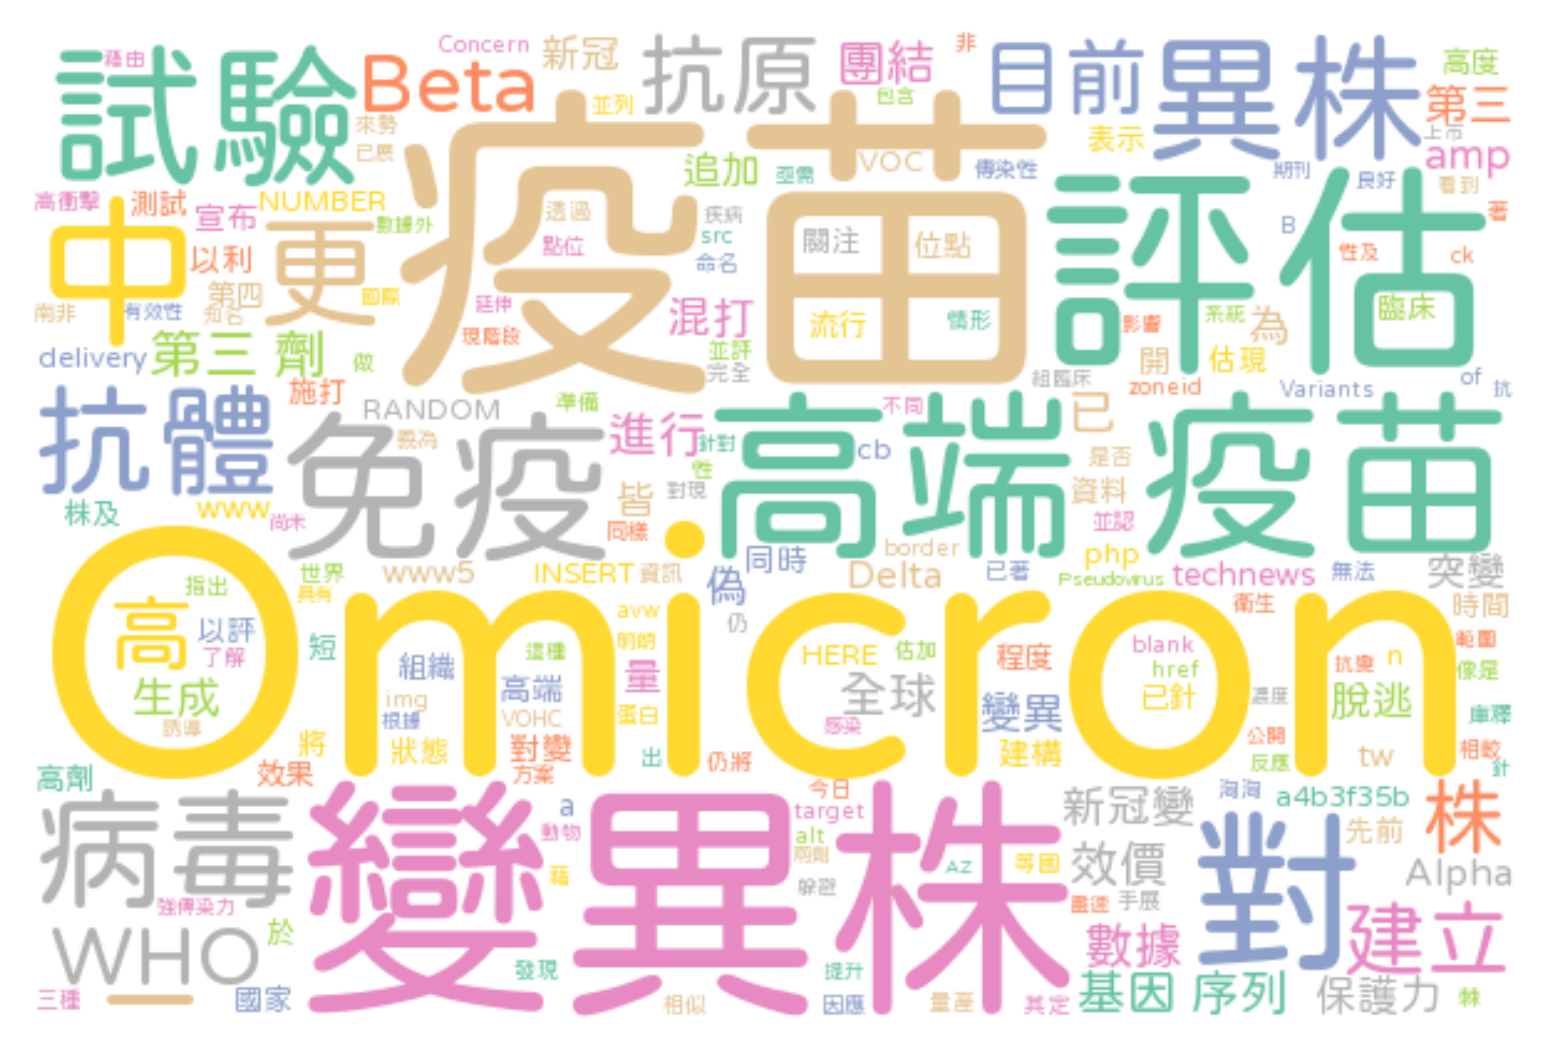 藉由
Concern
新冠
抗原
團結
非
目前
異株
高度
試驗
Beta
並列
包含
第三
上市
來勢
已展
疫苗
追加
VOC
亟需
傳染性
表示
期刊
良好
amp
看到
高衝擊
測試
宣布
NUMBER
數據外
透過
疾病
點位
src
命名
關注
位點
評估
B
著
性及
ck
中
以利
更
第四
國際
知名
南非
有效性
延伸
現階段
混打
流行
情形
影響
系統
為
臨床
delivery
第三劑
做
並評
完全
開
估現
施打
組臨床
zoneid
Variants
of
抗
抗體
RANDOM
準備
義為
免疫
進行
針對
性
高端疫苗
不同
已
cb
是否
資料
並認
株及
www
尚未
皆
對現
同樣
Omicron
指出
世界
具有
www5
INSERT
資訊
偽
同時
border
Delta
已著
php
Pseudovirus
technews
無法
突變
時間
衛生
高
以評
了解
生成
誘導
短
avw
仍
明朗
這種
組織
img
根據
高端
VOHC
量
蛋白
HERE
估加
全球
感染
程度
變異
blank
href
已針
濃度
抗變
n
脫逃
範圍
像是
庫釋
將
狀態
對變
方案
出
仍將
建構
公開
反應
tw
相較
針
高劑
效果
今日
病毒
變異株
a
動物
藉
target
alt
兩劑
躲避
AZ
等國
新冠變
洶洶
a4b3f35b
先前
株
效價
對
Alpha
盡速
手展
強傳染力
WHO
於
發現
提升
數據
建立
三種
一
國家
相似
因應
量產
其定
基因
序列
保護力
棘